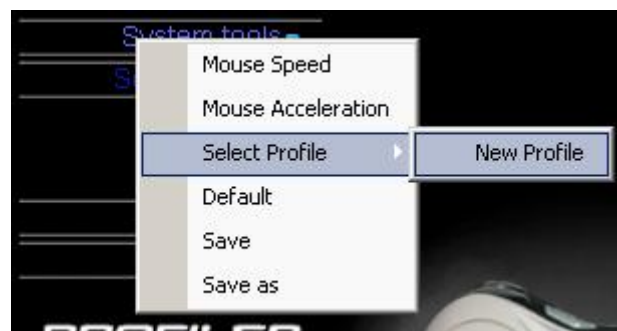 System tools
Mouse Speed
Mouse Acceleration
Select Profile
New Profile
Default
Save
Save as